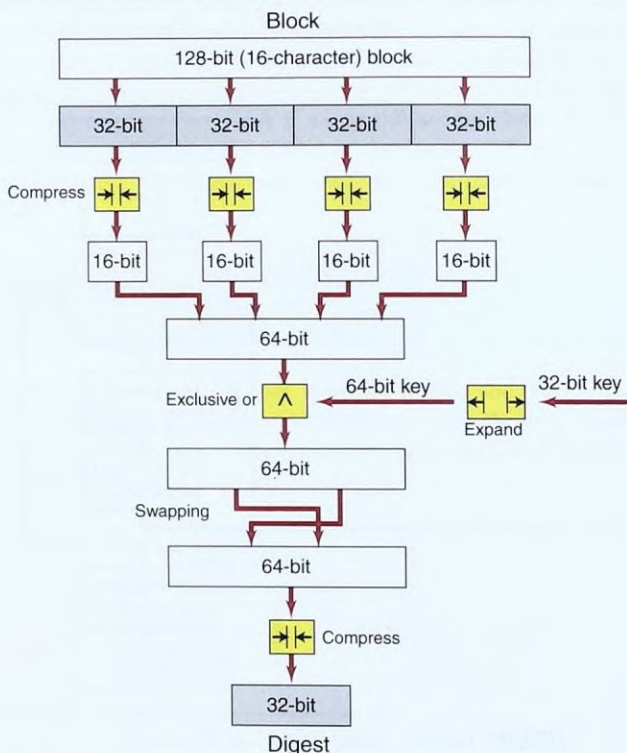 Block
128-bit (16-character) block
32-bit 32-bit 32-bit 32-bit
Compress
16-bit 16-bit 16-bit 16-bit
64-bit
Exclusive or ^ 64-bit key 32-bit key
Expand
64-bit
Swapping
64-bit
Compress
32-bit
Digest